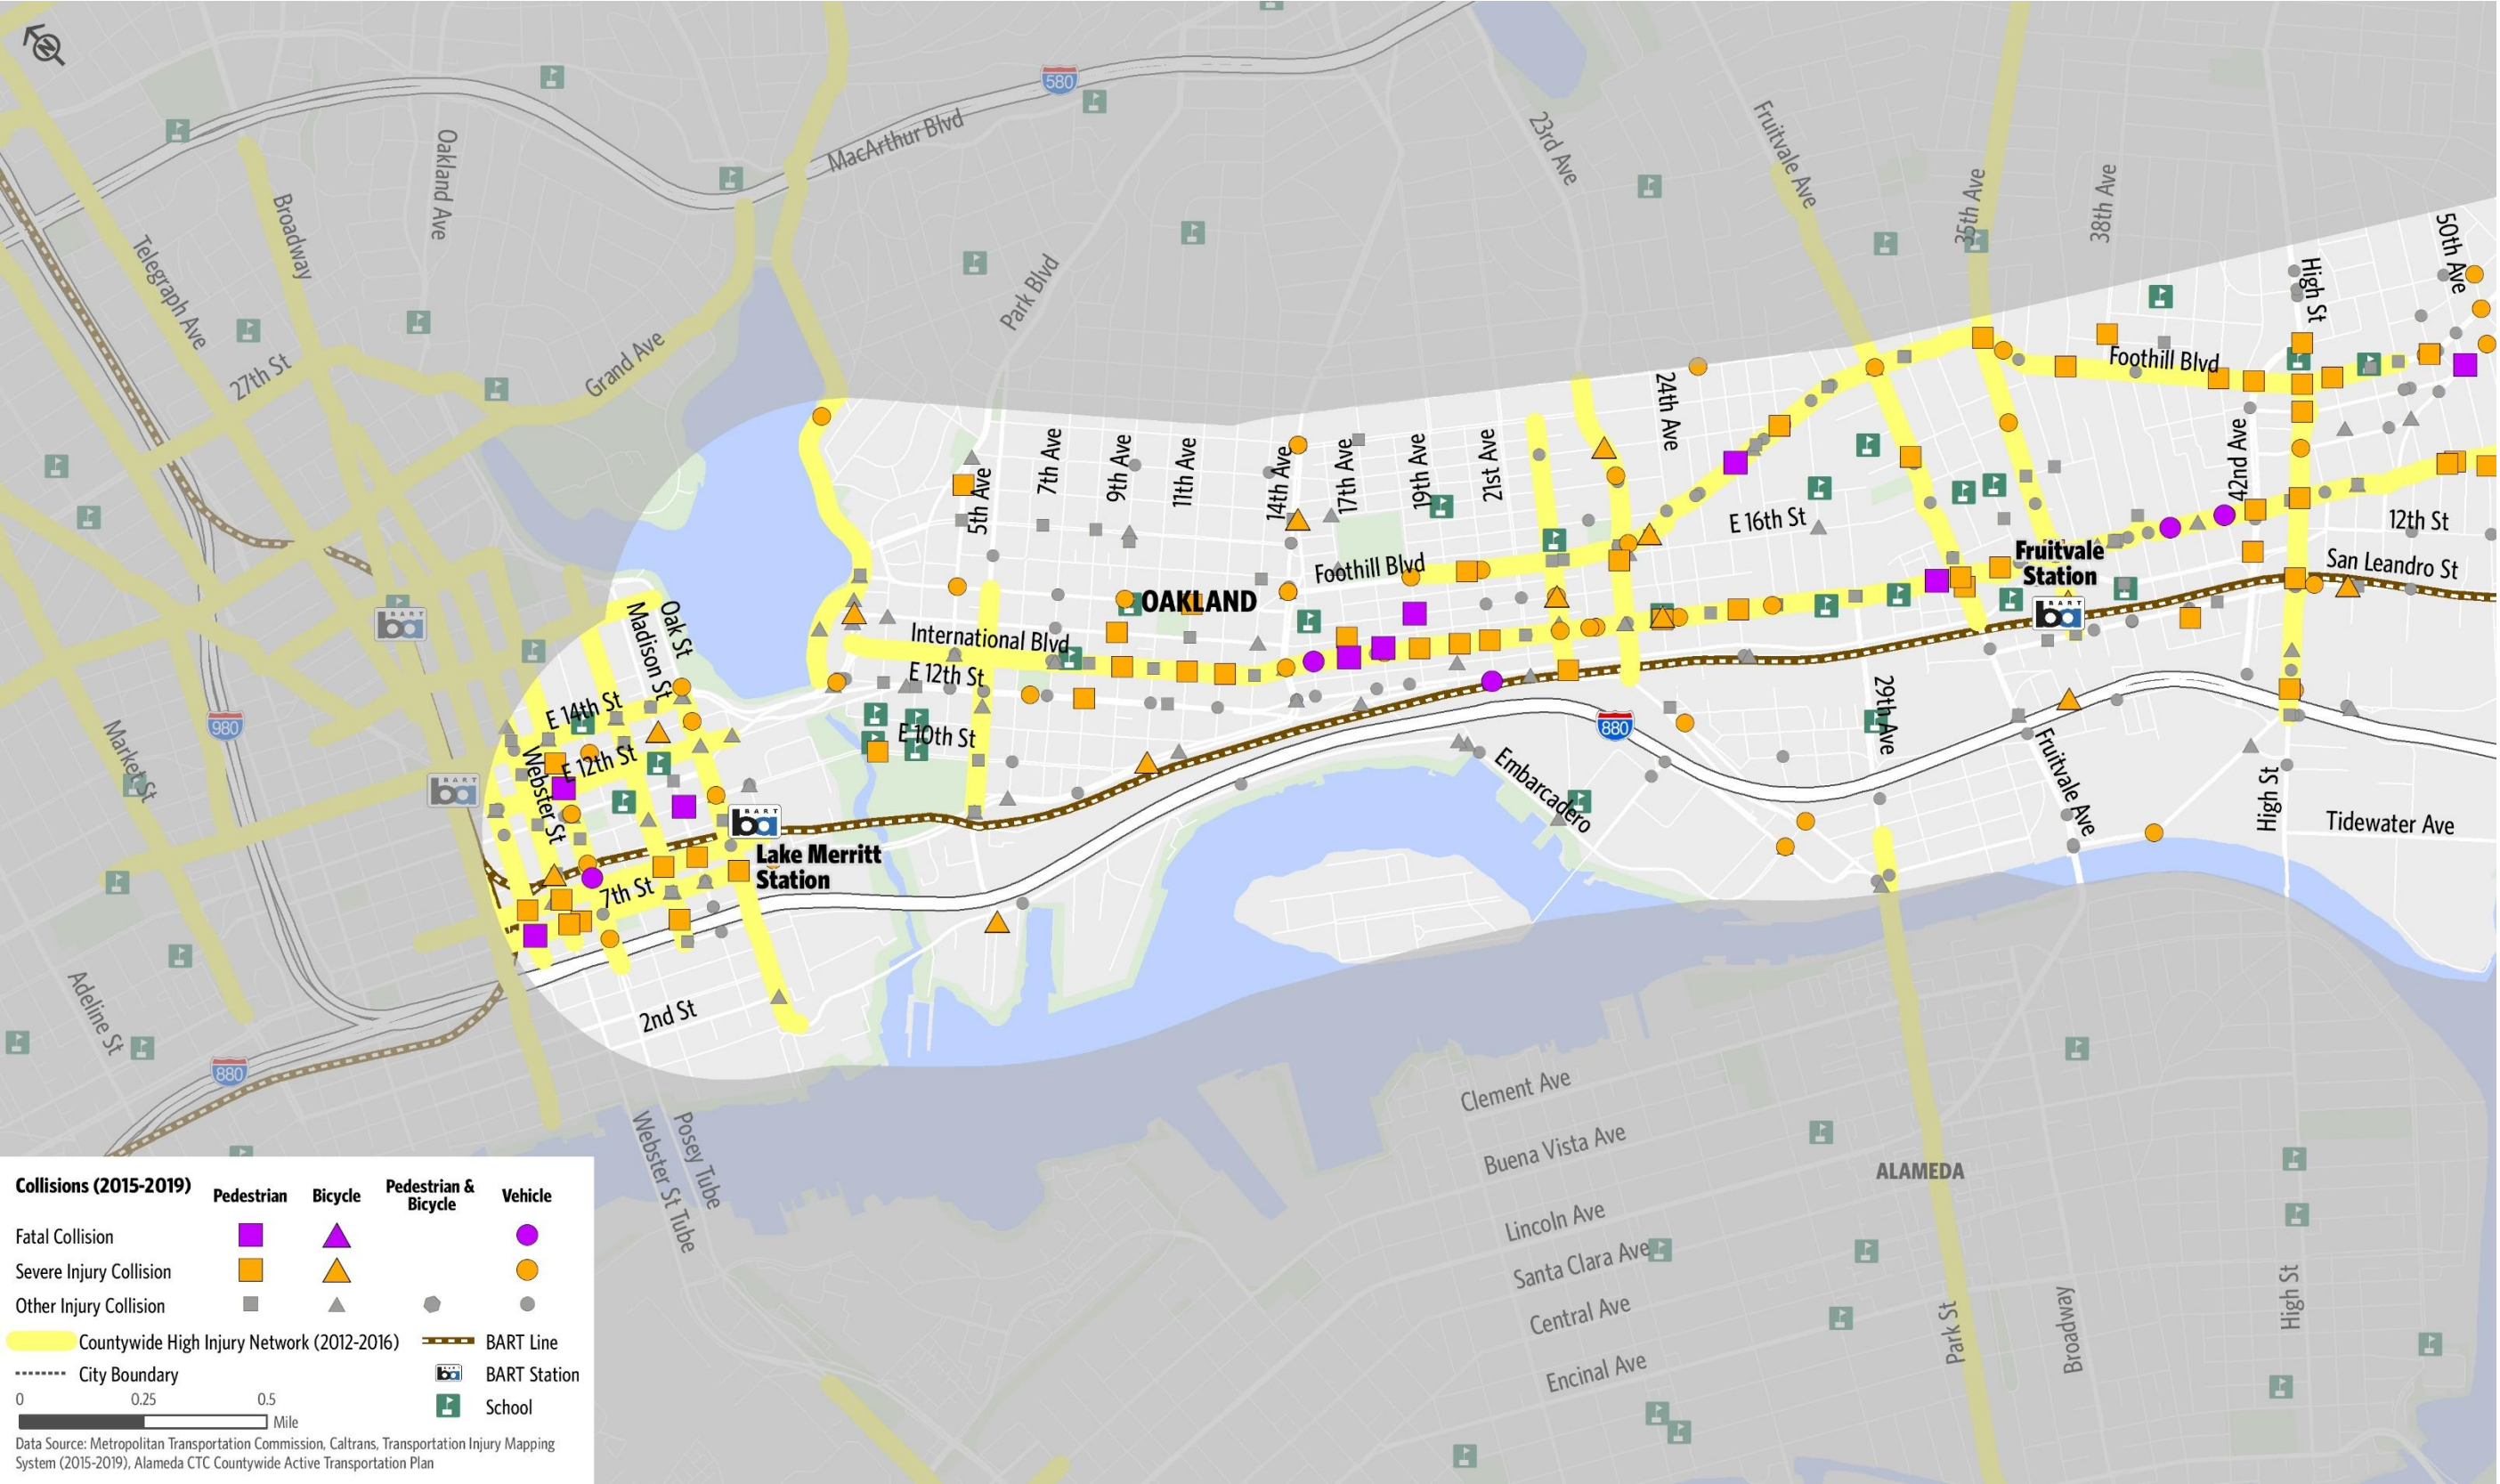 N
580
MacArthur Blvd
Oakland Ave
Broadway
Telegraph Ave
27th St
Grand Ave
Park Blvd
23rd Ave
Fruitvale Ave
35th Ave
38th Ave
High St
50th Ave
Foothill Blvd
24th Ave
42nd Ave
5th Ave
7th Ave
9th Ave
11th Ave
14th Ave
17th Ave
19th Ave
21st Ave
E 16th St
12th St
Foothill Blvd
Fruitvale
Station
San Leandro St
OAKLAND
BART
ba
BART
ba
Oak St
Madison St
International Blvd
E 12th St
E 10th St
E 14th St
E 12th St
Webster St
BART
ba
BART
ba
Lake Merritt
Station
7th St
2nd St
980
Market St
Adeline St
880
880
29th Ave
Embarcadero
Fruitvale Ave
High St
Tidewater Ave
Webster St Tube
Posey Tube
Clement Ave
Buena Vista Ave
ALAMEDA
Lincoln Ave
Santa Clara Ave
Central Ave
Encinal Ave
Park St
Broadway
High St
Collisions (2015-2019)
Pedestrian
Bicycle
Pedestrian &
Bicycle
Vehicle
Fatal Collision
Severe Injury Collision
Other Injury Collision
Countywide High Injury Network (2012-2016)
BART Line
City Boundary
BART Station
ba
School
0 0.25 0.5
Mile
Data Source: Metropolitan Transportation Commission, Caltrans, Transportation Injury Mapping
System (2015-2019), Alameda CTC Countywide Active Transportation Plan